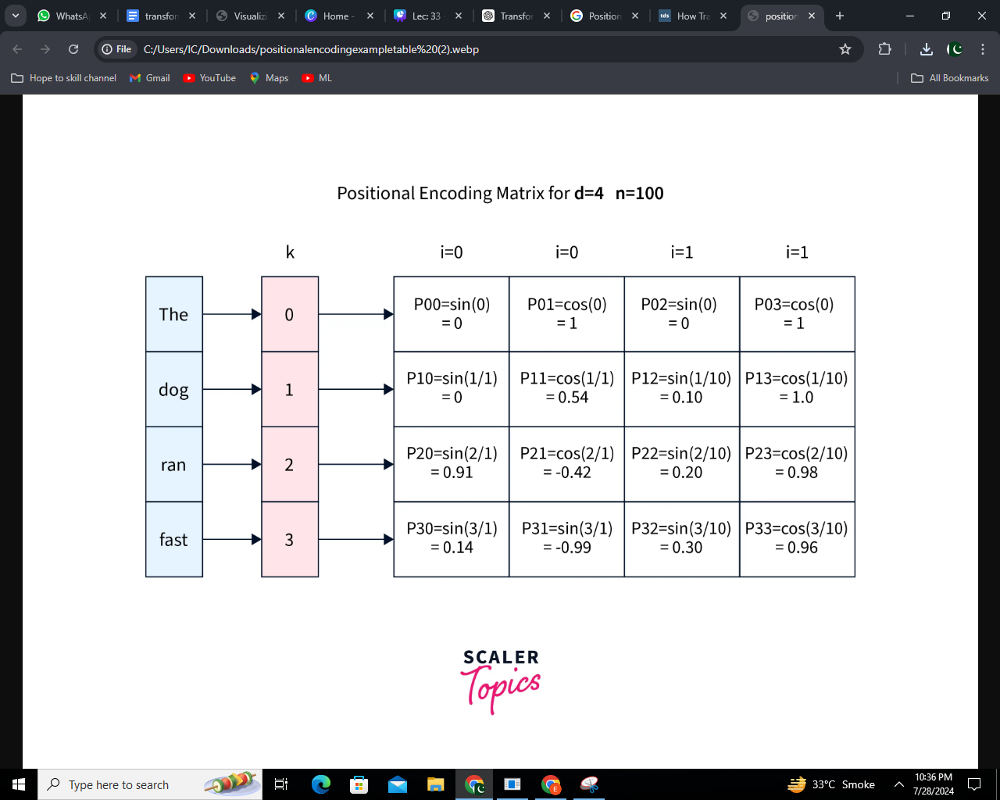 WhatsA
transfor
Visualizi
Home -
Lec: 33
Transfo
Position
tds
How Tra
position
File
C:/Users/IC/Downloads/positionalencodingexampletable%20(2).webp
Hope to skill channel
Gmail
YouTube
Maps
ML
All Bookmarks
Positional Encoding Matrix for d=4 n=100
k i=0 i=0 i=1 i=1
The
0
P00=sin(0)
= 0
P01=cos(0)
= 1
P02=sin(0)
= 0
P03=cos(0)
= 1
dog
1
P10=sin(1/1)
= 0
P11=cos(1/1)
= 0.54
P12=sin(1/10)
= 0.10
P13=cos(1/10)
= 1.0
ran
2
P20=sin(2/1)
= 0.91
P21=cos(2/1)
= -0.42
P22=sin(2/10)
= 0.20
P23=cos(2/10)
= 0.98
fast
3
P30=sin(3/1)
= 0.14
P31=sin(3/1)
= -0.99
P32=sin(3/10)
= 0.30
P33=cos(3/10)
= 0.96
SCALER
Topics
Type here to search
E
33°C Smoke
10:36 PM
7/28/2024